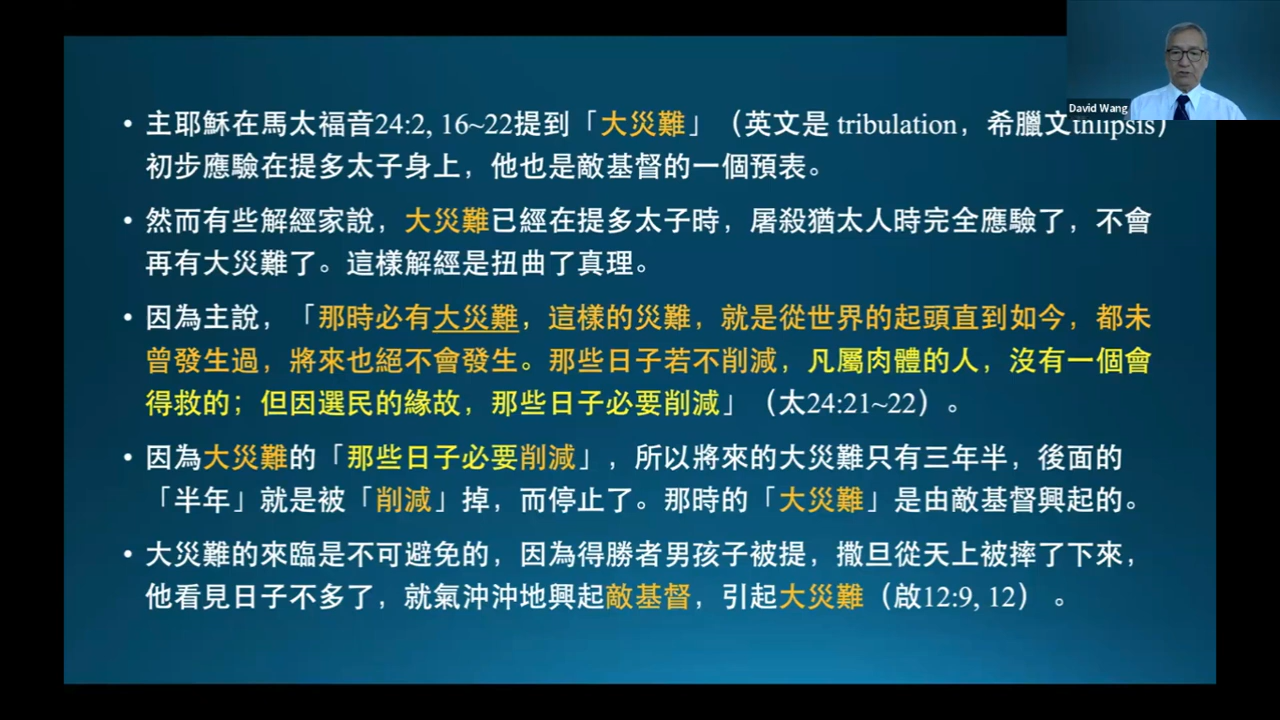 David Wang
• 主耶穌在馬太福音24:2, 16~22提到「大災難」（英文是 tribulation，希臘文thlipsis）
初步應驗在提多太子身上，他也是敵基督的一個預表。
• 然而有些解經家說，大災難已經在提多太子時，屠殺猶太人時完全應驗了，不會
再有大災難了。這樣解經是扭曲了真理。
• 因為主說，「那時必有大災難，這樣的災難，就是從世界的起頭直到如今，都未
曾發生過，將來也絕不會發生。那些日子若不削減，凡屬肉體的人，沒有一個會
得救的；但因選民的緣故，那些日子必要削減」（太24:21~22）。
• 因為大災難的「那些日子必要削減」，所以將來的大災難只有三年半，後面的
「半年」就是被「削減」掉，而停止了。那時的「大災難」是由敵基督興起的。
• 大災難的來臨是不可避免的，因為得勝者男孩子被提，撒旦從天上被摔了下來，
他看見日子不多了，就氣沖沖地興起敵基督，引起大災難（啟12:9, 12）。